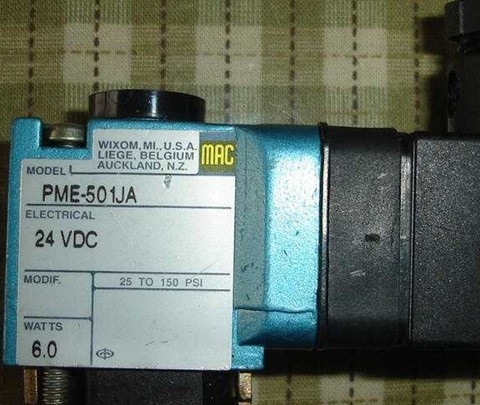 WIXOM, MI., U.S.A.
LIEGE, BELGIUM
AUCKLAND, N.Z.
MAC
MODEL
PME-501JA
ELECTRICAL
24 VDC
MODIF.
25 TO 150 PSI
WATTS
6.0